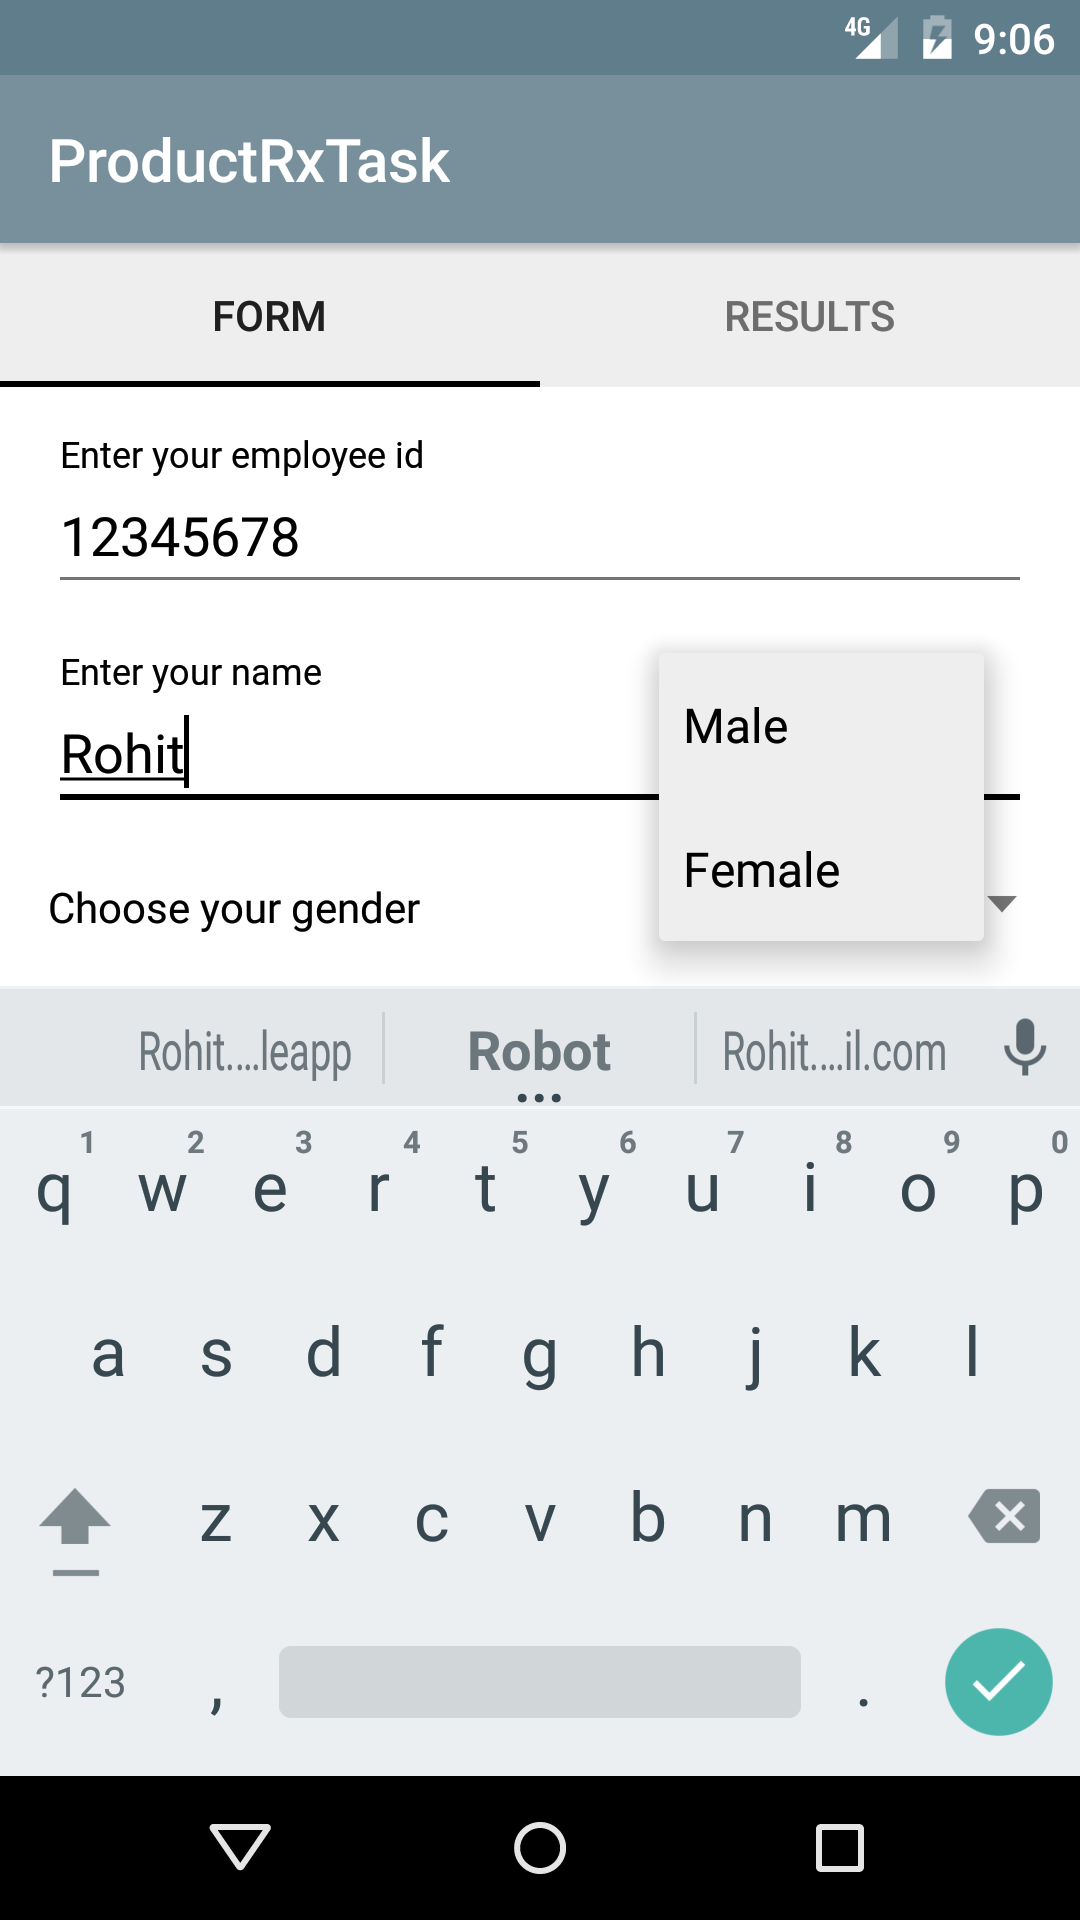 4G 9:06
ProductRxTask
FORM RESULTS
Enter your employee id
12345678
Enter your name
Rohit
Male
Female
Choose your gender
Rohit....leapp Robot Rohit....il.com
1 2 3 4 5 6 7 8 9 0
q w e r t y u i o p
a s d f g h j k l
z x c v b n m
?123 , .